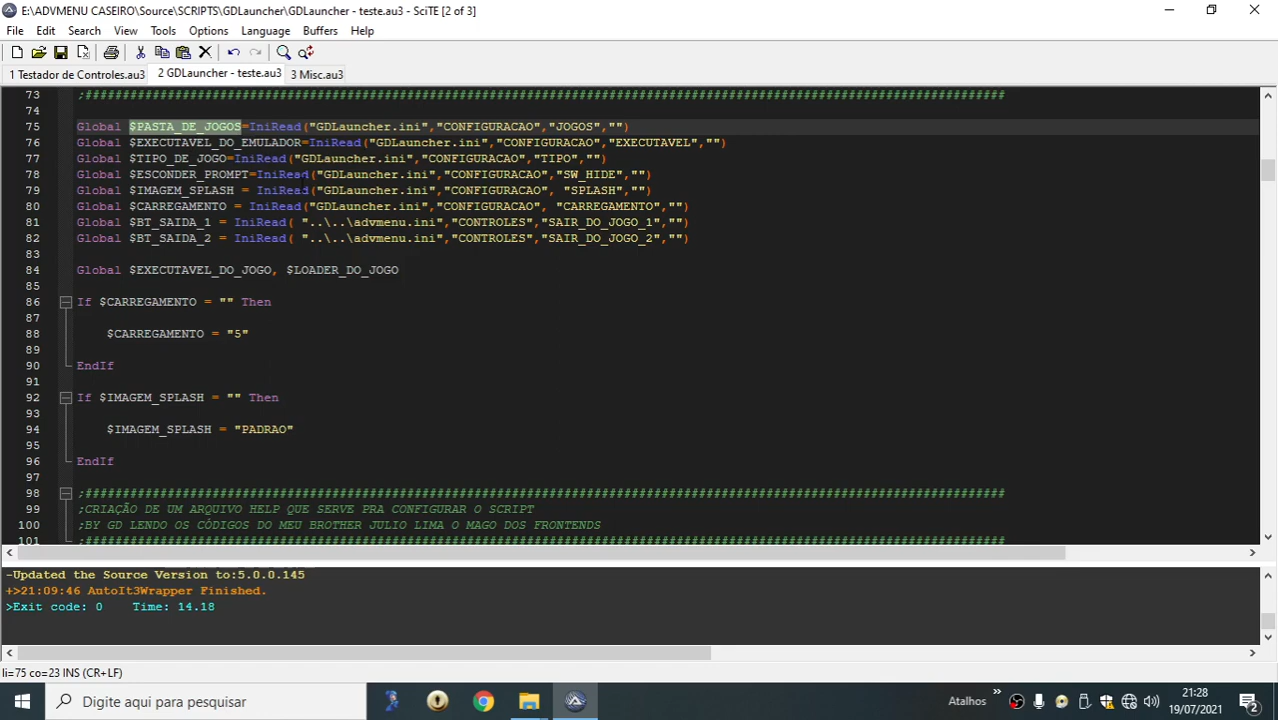 E:\ADVMENU CASEIRO\Source\SCRIPTS\GDLauncher\GDLauncher - teste.au3 - SciTE [2 of 3]
File Edit Search View Tools Options Language Buffers Help
1 Testador de Controles.au3 2 GDLauncher - teste.au3 3 Misc.au3
73 ;###########################################################################################################################
74
75 Global $PASTA_DE_JOGOS=IniRead("GDLauncher.ini","CONFIGURACAO","JOGOS","")
76 Global $EXECUTAVEL_DO_EMULADOR=IniRead("GDLauncher.ini","CONFIGURACAO","EXECUTAVEL","")
77 Global $TIPO_DE_JOGO=IniRead("GDLauncher.ini","CONFIGURACAO","TIPO","")
78 Global $ESCONDER_PROMPT=IniRead("GDLauncher.ini","CONFIGURACAO","SW_HIDE","")
79 Global $IMAGEM_SPLASH = IniRead("GDLauncher.ini","CONFIGURACAO", "SPLASH","")
80 Global $CARREGAMENTO = IniRead("GDLauncher.ini","CONFIGURACAO", "CARREGAMENTO","")
81 Global $BT_SAIDA_1 = IniRead( "..\..\advmenu.ini","CONTROLES","SAIR_DO_JOGO_1","")
82 Global $BT_SAIDA_2 = IniRead( "..\..\advmenu.ini","CONTROLES","SAIR_DO_JOGO_2","")
83
84 Global $EXECUTAVEL_DO_JOGO, $LOADER_DO_JOGO
85
86 If $CARREGAMENTO = "" Then
87
88 $CARREGAMENTO = "5"
89
90 EndIf
91
92 If $IMAGEM_SPLASH = "" Then
93
94 $IMAGEM_SPLASH = "PADRAO"
95
96 EndIf
97
98 ;###########################################################################################################################
99 ;CRIAÇÃO DE UM ARQUIVO HELP QUE SERVE PRA CONFIGURAR O SCRIPT
100 ;BY GD LENDO OS CÓDIGOS DO MEU BROTHER JULIO LIMA O MAGO DOS FRONTENDS
101 ;###########################################################################################################################
-Updated the Source Version to:5.0.0.145
+>21:09:46 AutoIt3Wrapper Finished.
>Exit code: 0 Time: 14.18
li=75 co=23 INS (CR+LF)
Digite aqui para pesquisar
Atalhos
21:28
19/07/2021
2